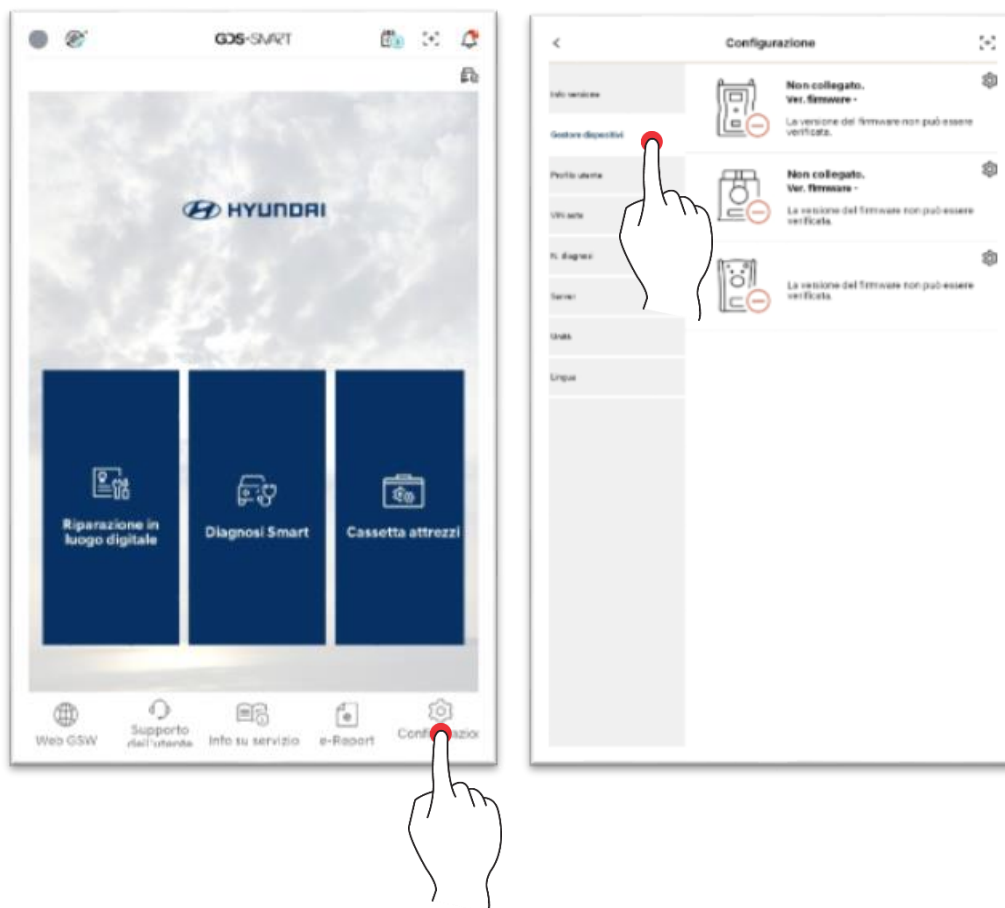 GDS-SMART
HYUNDAI
Riparazione in
luogo digitale
Diagnosi Smart
Cassetta attrezzi
Web GSW
Supporto
dell'utente
Info su servizio
e-Report
Configurazione
Info versione
Gestore dispositivi
Profilo utente
VIN auto
N. diagnosi
Server
Unità
Lingua
Non collegato.
Ver. firmware -
La versione del firmware non può essere
verificata.
Non collegato.
Ver. firmware -
La versione del firmware non può essere
verificata.
La versione del firmware non può essere
verificata.